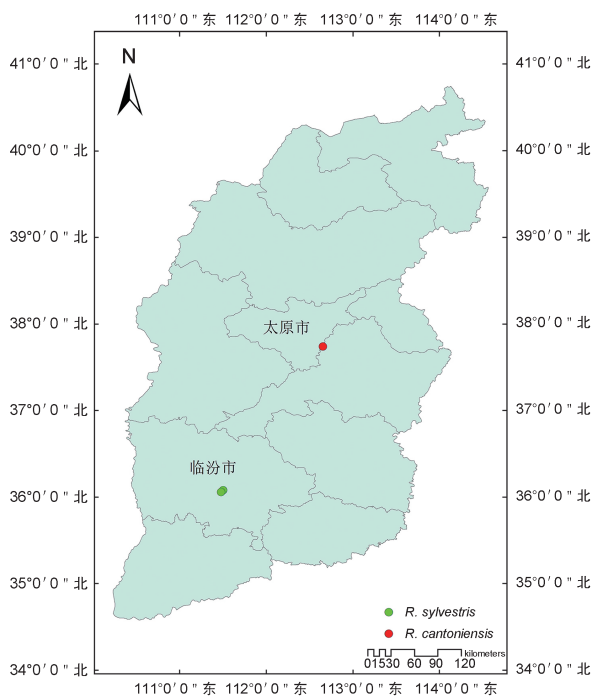 111°0′0″东 112°0′0″东 113°0′0″东 114°0′0″东
41°0′0″北 41°0′0″北
N
40°0′0″北 40°0′0″北
39°0′0″北 39°0′0″北
38°0′0″北 太原市 38°0′0″北
37°0′0″北 37°0′0″北
临汾市
36°0′0″北 36°0′0″北
35°0′0″北 35°0′0″北
R. sylvestris
R. cantoniensis
kilometers
0 15 30 60 90 120
34°0′0″北 34°0′0″北
111°0′0″东 112°0′0″东 113°0′0″东 114°0′0″东